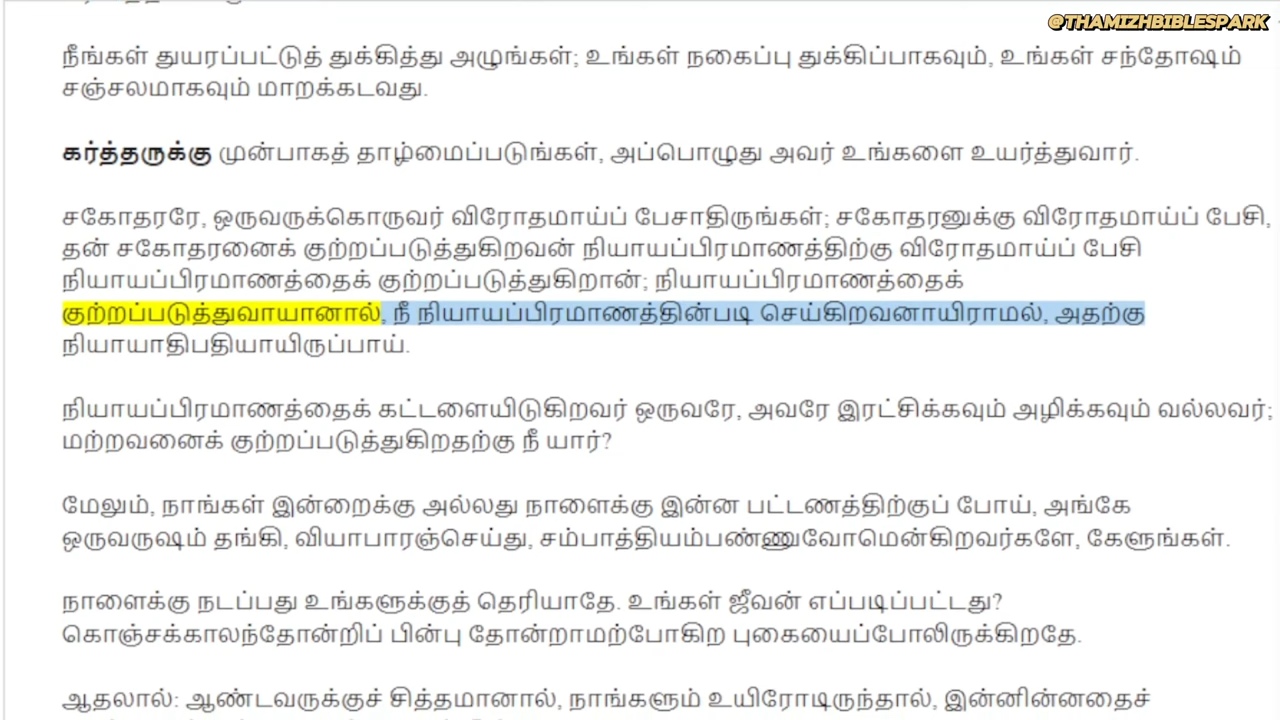 @THAMIZHBIBLESPARK
நீங்கள் துயரப்பட்டுத் துக்கித்து அழுங்கள்; உங்கள் நகைப்பு துக்கிப்பாகவும், உங்கள் சந்தோஷம்
சஞ்சலமாகவும் மாறக்கடவது.
கர்த்தருக்கு முன்பாகத் தாழ்மைப்படுங்கள், அப்பொழுது அவர் உங்களை உயர்த்துவார்.
சகோதரரே, ஒருவருக்கொருவர் விரோதமாய்ப் பேசாதிருங்கள்; சகோதரனுக்கு விரோதமாய்ப் பேசி,
தன் சகோதரனைக் குற்றப்படுத்துகிறவன் நியாயப்பிரமாணத்திற்கு விரோதமாய்ப் பேசி
நியாயப்பிரமாணத்தைக் குற்றப்படுத்துகிறான்; நியாயப்பிரமாணத்தைக்
குற்றப்படுத்துவாயானால், நீ நியாயப்பிரமாணத்தின்படி செய்கிறவனாயிராமல், அதற்கு
நியாயாதிபதியாயிருப்பாய்.
நியாயப்பிரமாணத்தைக் கட்டளையிடுகிறவர் ஒருவரே, அவரே இரட்சிக்கவும் அழிக்கவும் வல்லவர்;
மற்றவனைக் குற்றப்படுத்துகிறதற்கு நீ யார்?
மேலும், நாங்கள் இன்றைக்கு அல்லது நாளைக்கு இன்ன பட்டணத்திற்குப் போய், அங்கே
ஒருவருஷம் தங்கி, வியாபாரஞ்செய்து, சம்பாத்தியம்பண்ணுவோமென்கிறவர்களே, கேளுங்கள்.
நாளைக்கு நடப்பது உங்களுக்குத் தெரியாதே. உங்கள் ஜீவன் எப்படிப்பட்டது?
கொஞ்சக்காலந்தோன்றிப் பின்பு தோன்றாமற்போகிற புகையைப்போலிருக்கிறதே.
ஆதலால்: ஆண்டவருக்குச் சித்தமானால், நாங்களும் உயிரோடிருந்தால், இன்னின்னதைச்